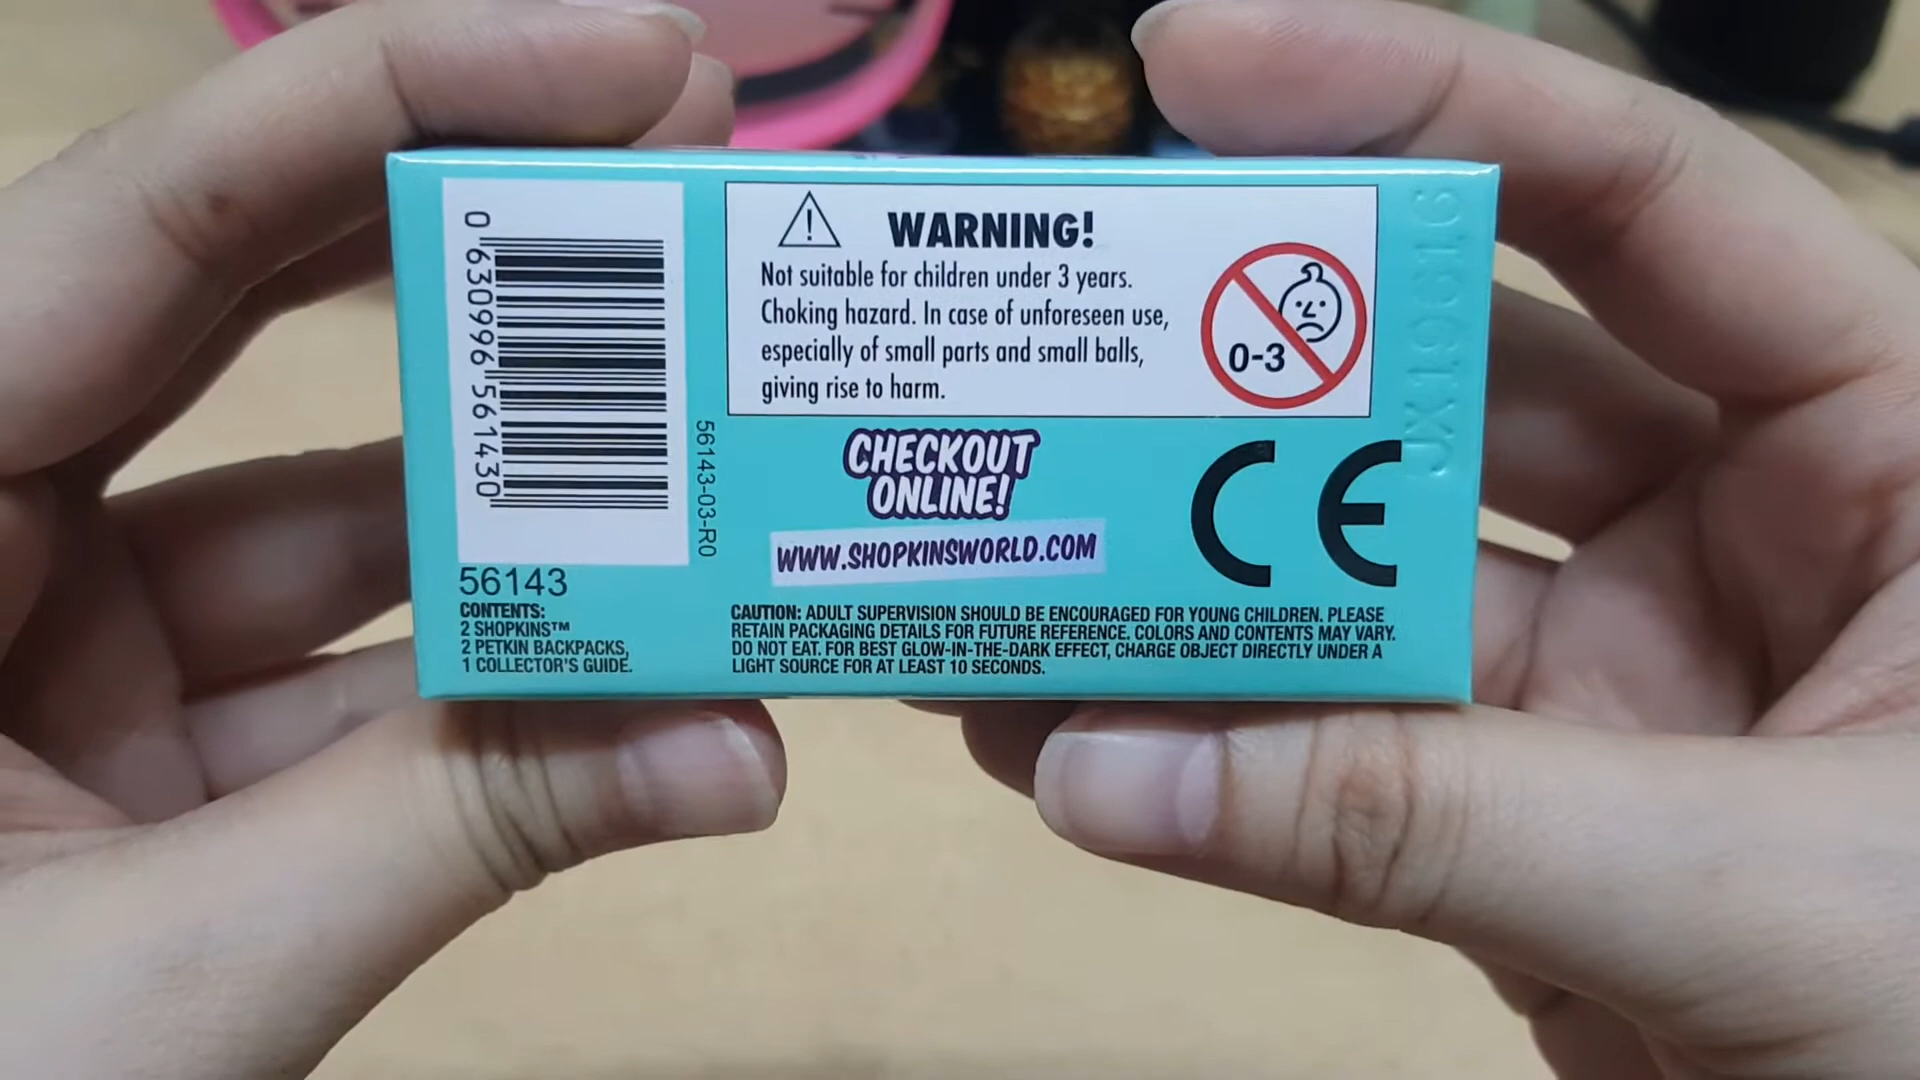 0 6309966 561430
56143-03-R0
56143
CONTENTS:
2 SHOPKINS™
2 PETKIN BACKPACKS,
1 COLLECTOR'S GUIDE.
WARNING!
Not suitable for children under 3 years.
Choking hazard. In case of unforeseen use,
especially of small parts and small balls,
giving rise to harm.
0-3
CHECKOUT
ONLINE!
WWW.SHOPKINSWORLD.COM
CE
CAUTION: ADULT SUPERVISION SHOULD BE ENCOURAGED FOR YOUNG CHILDREN. PLEASE
RETAIN PACKAGING DETAILS FOR FUTURE REFERENCE. COLORS AND CONTENTS MAY VARY.
DO NOT EAT. FOR BEST GLOW-IN-THE-DARK EFFECT, CHARGE OBJECT DIRECTLY UNDER A
LIGHT SOURCE FOR AT LEAST 10 SECONDS.
JX19616